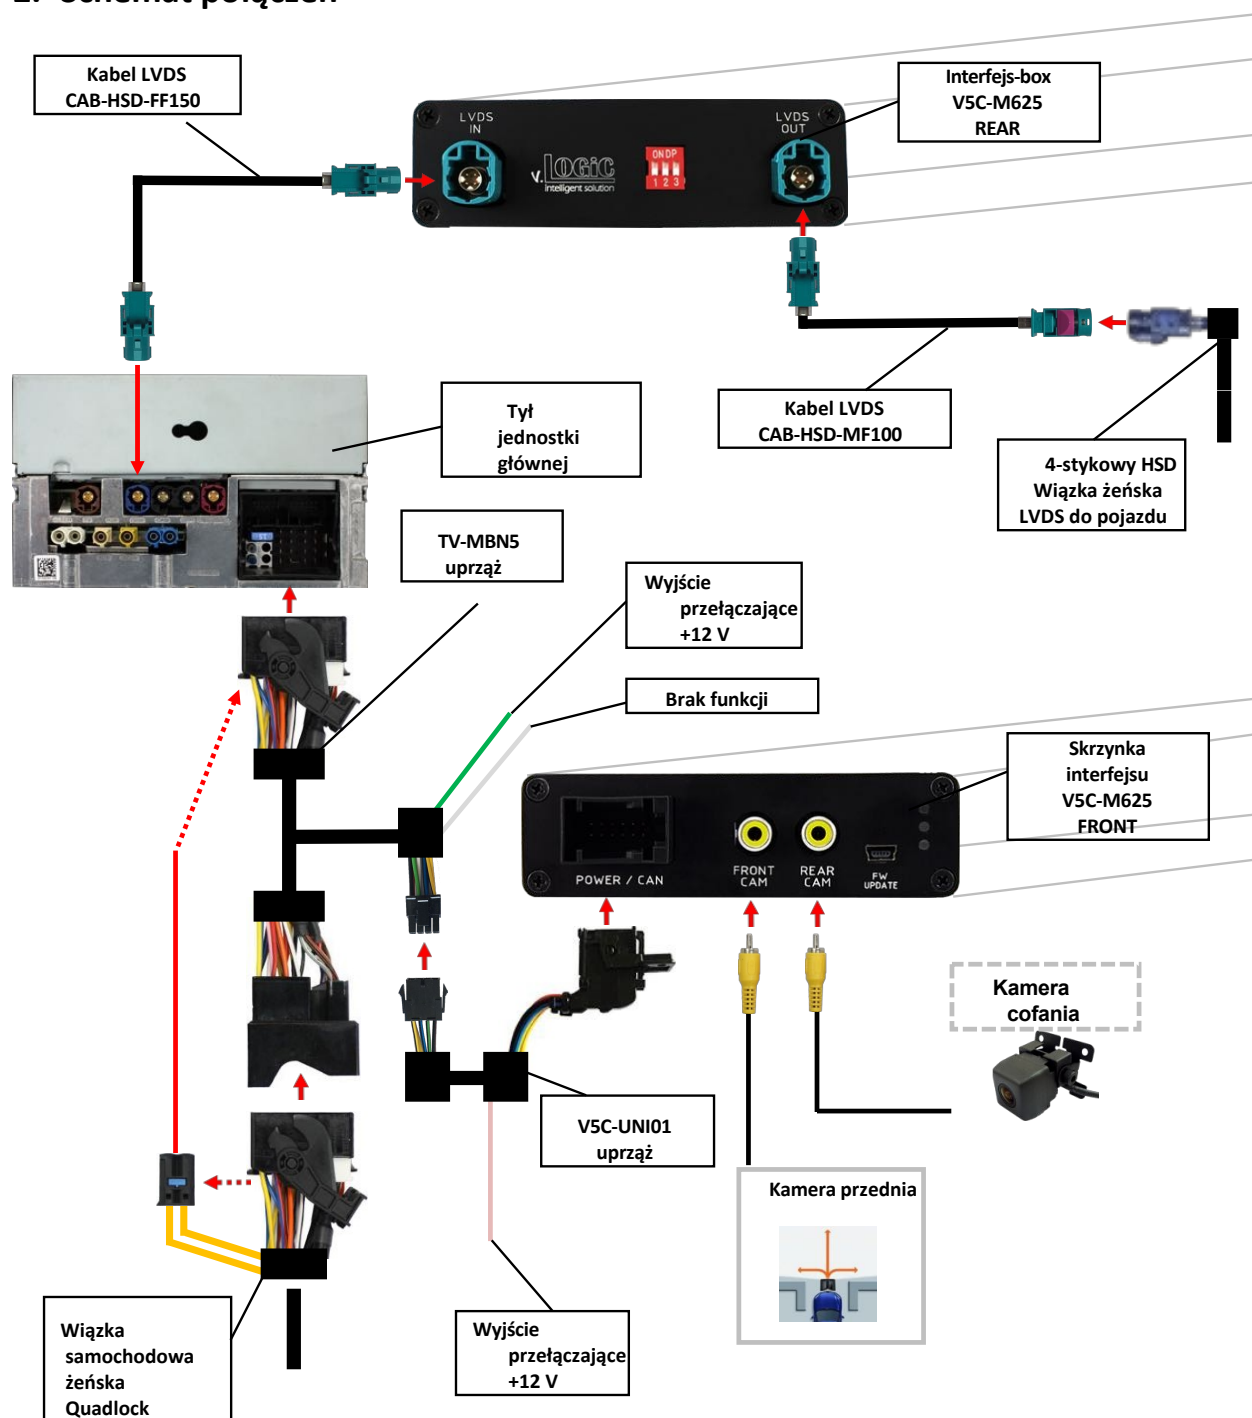 Kabel LVDS
CAB-HSD-FF150
Interfejs-box
V5C-M625
REAR
LVDS
IN
LVDS
OUT
v.LOGiC
intelligent solution
ON DP
1 2 3
Tył
jednostki
głównej
Kabel LVDS
CAB-HSD-MF100
4-stykowy HSD
Wiązka żeńska
LVDS do pojazdu
TV-MBN5
uprząż
Wyjście
przełączające
+12 V
Brak funkcji
Skrzynka
interfejsu
V5C-M625
FRONT
POWER / CAN
FRONT
CAM
REAR
CAM
FW
UPDATE
Kamera
cofania
V5C-UNI01
uprząż
Kamera przednia
Wiązka
samochodowa
żeńska
Quadlock
Wyjście
przełączające
+12 V